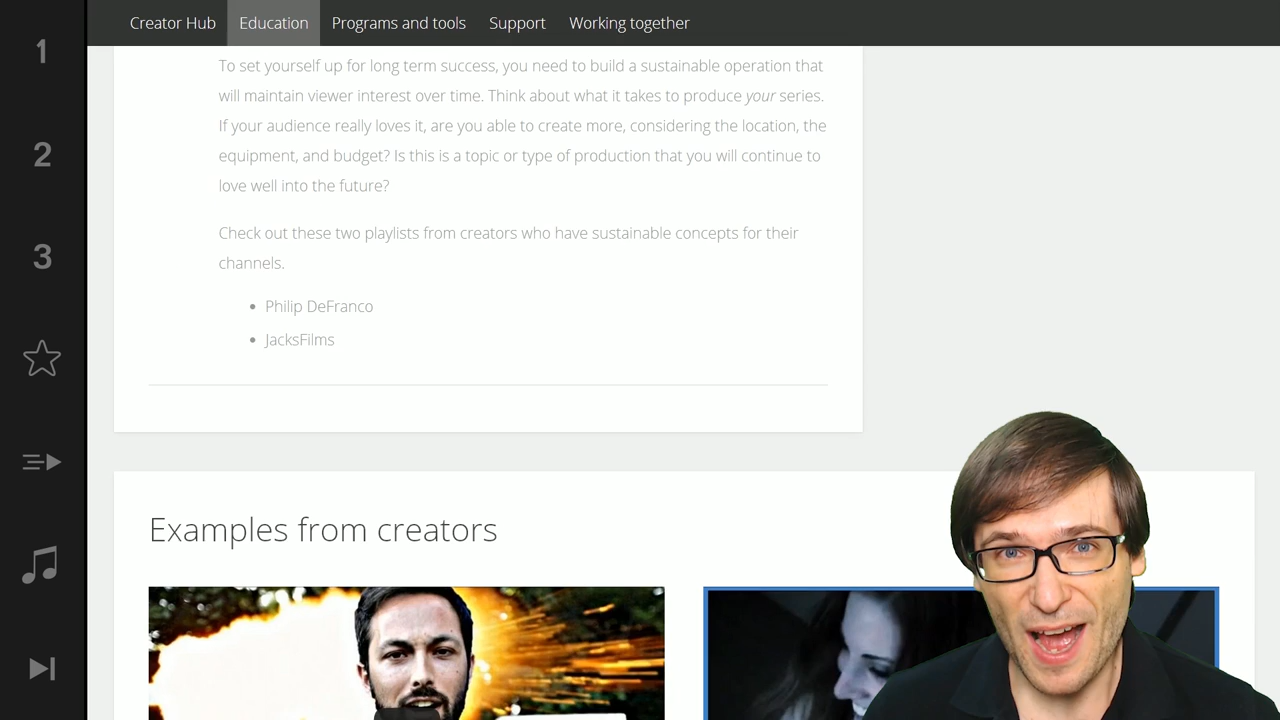 Creator Hub Education Programs and tools Support Working together
1
2
3
To set yourself up for long term success, you need to build a sustainable operation that
will maintain viewer interest over time. Think about what it takes to produce your series.
If your audience really loves it, are you able to create more, considering the location, the
equipment, and budget? Is this is a topic or type of production that you will continue to
love well into the future?
Check out these two playlists from creators who have sustainable concepts for their
channels.
• Philip DeFranco
• JacksFilms
Examples from creators